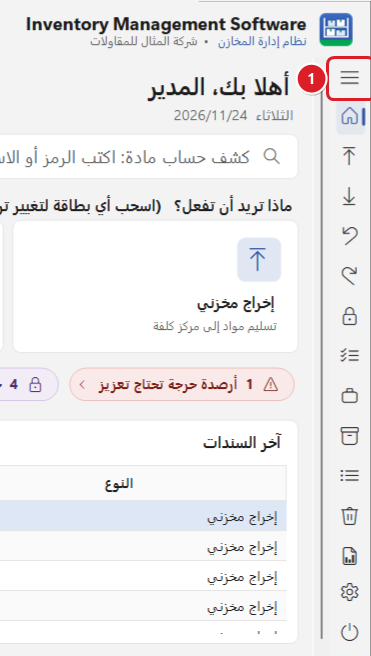 Inventory Management Software
نظام إدارة المخازن • شركة المثال للمقاولات
1
أهلا بك، المدير
الثلاثاء 2026/11/24
كشف حساب مادة: اكتب الرمز أو
ماذا تريد أن تفعل؟ (اسحب أي بطاقة لتغيير
إخراج مخزني
تسليم مواد إلى مركز كلفة
1 أرصدة حرجة تحتاج تعزيز
4
آخر السندات
النوع
إخراج مخزني
إخراج مخزني
إخراج مخزني
إخراج مخزني